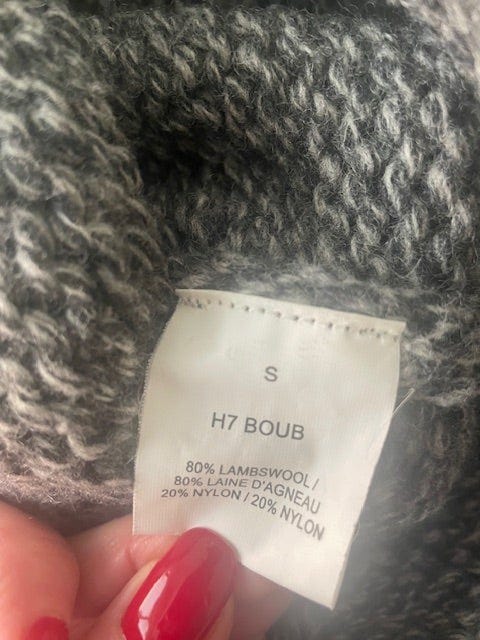 S
H7 BOUB
80% LAMBSWOOL /
80% LAINE D'AGNEAU
20% NYLON / 20% NYLON